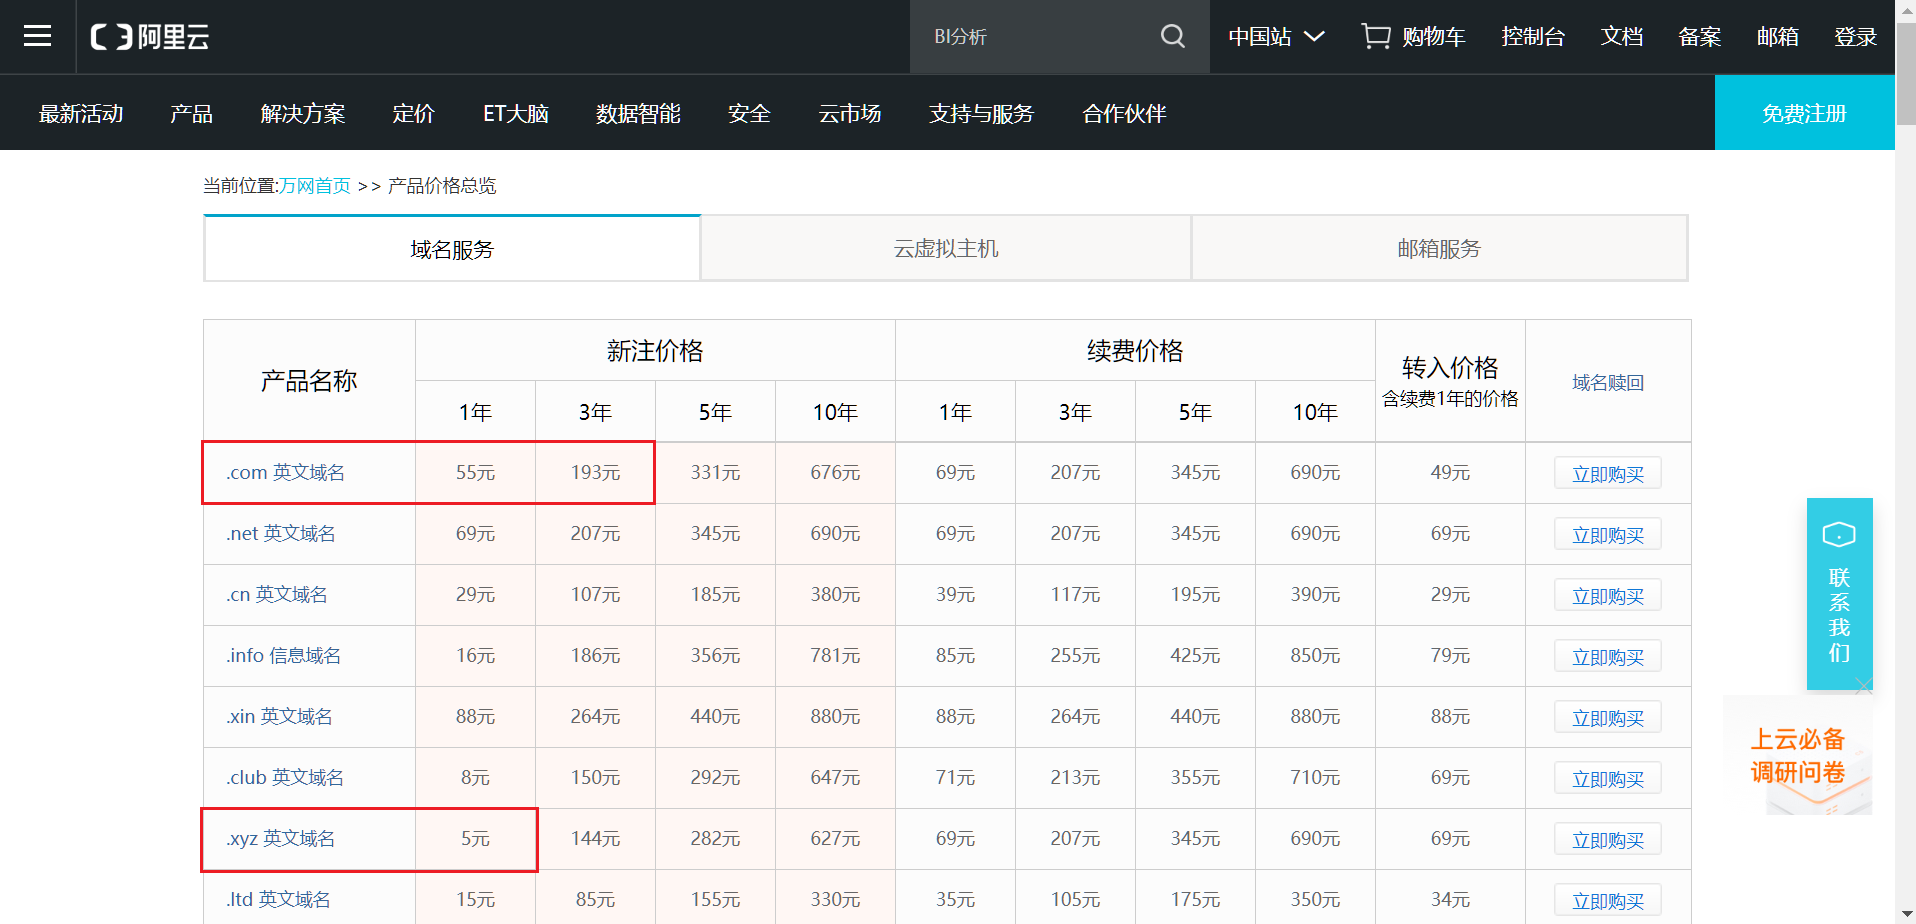 阿里云
BI分析
中国站 购物车 控制台 文档 备案 邮箱 登录
最新活动 产品 解决方案 定价 ET大脑 数据智能 安全 云市场 支持与服务 合作伙伴 免费注册
当前位置:万网首页 >> 产品价格总览
域名服务 云虚拟主机 邮箱服务
产品名称 新注价格 续费价格 转入价格 含续费1年的价格 域名赎回
1年 3年 5年 10年 1年 3年 5年 10年
.com 英文域名 55元 193元 331元 676元 69元 207元 345元 690元 49元 立即购买
.net 英文域名 69元 207元 345元 690元 69元 207元 345元 690元 69元 立即购买
.cn 英文域名 29元 107元 185元 380元 39元 117元 195元 390元 29元 立即购买
.info 信息域名 16元 186元 356元 781元 85元 255元 425元 850元 79元 立即购买
.xin 英文域名 88元 264元 440元 880元 88元 264元 440元 880元 88元 立即购买
.club 英文域名 8元 150元 292元 647元 71元 213元 355元 710元 69元 立即购买
.xyz 英文域名 5元 144元 282元 627元 69元 207元 345元 690元 69元 立即购买
.ltd 英文域名 15元 85元 155元 330元 35元 105元 175元 350元 34元 立即购买
联系我们
上云必备
调研问卷